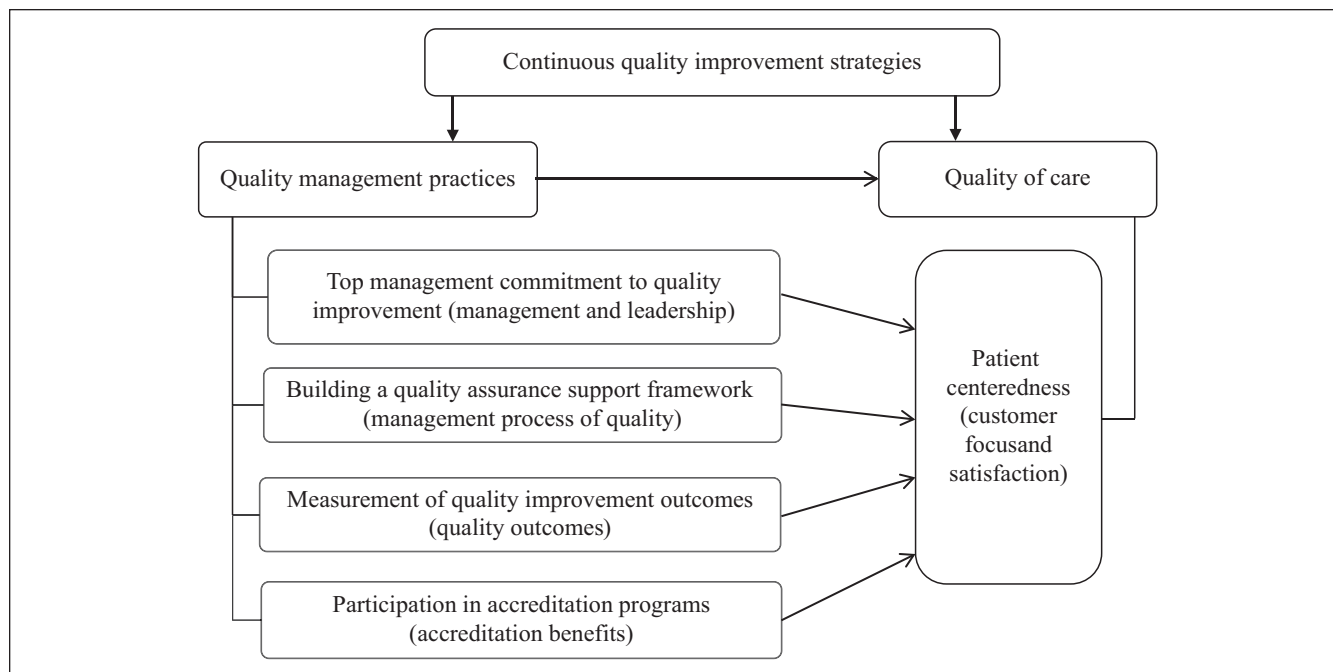 Continuous quality improvement strategies
Quality management practices
Quality of care
Top management commitment to quality
improvement (management and leadership)
Building a quality assurance support framework
(management process of quality)
Measurement of quality improvement outcomes
(quality outcomes)
Participation in accreditation programs
(accreditation benefits)
Patient
centeredness
(customer
focusand
satisfaction)